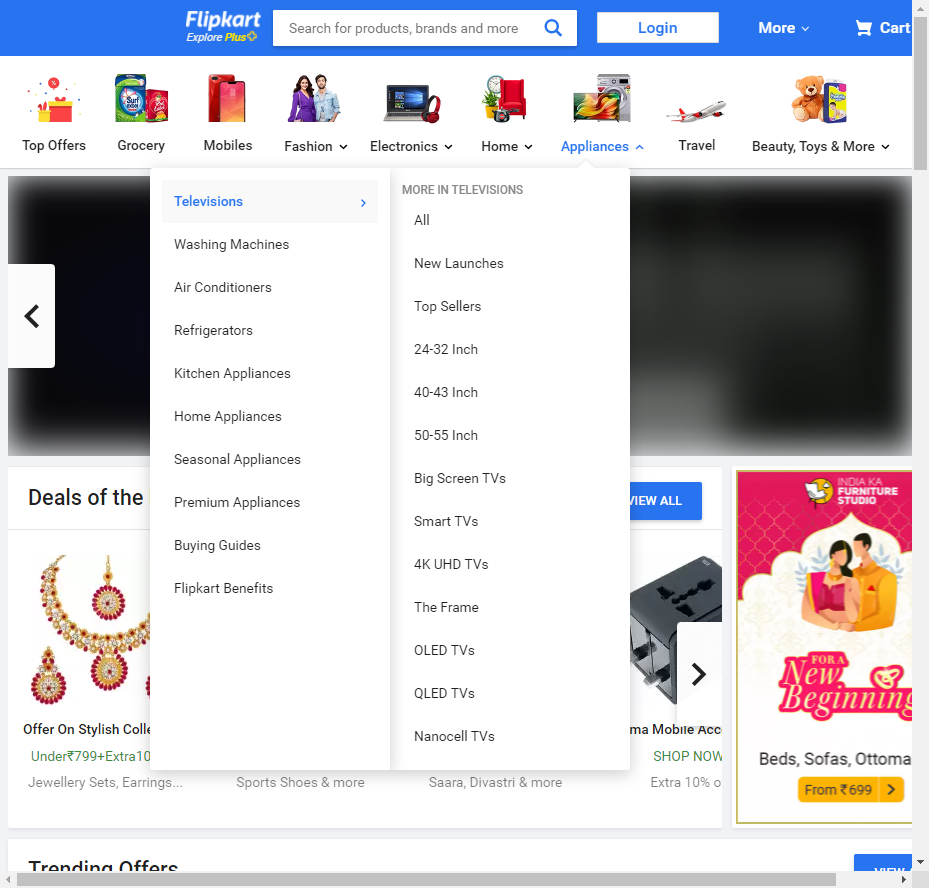 Flipkart
Explore Plus
Search for products, brands and more
Login
More
Cart
Top Offers
Grocery
Mobiles
Fashion
Electronics
Home
Appliances
Travel
Beauty, Toys & More
Televisions
Washing Machines
Air Conditioners
Refrigerators
Kitchen Appliances
Home Appliances
Seasonal Appliances
Premium Appliances
Buying Guides
Flipkart Benefits
MORE IN TELEVISIONS
All
New Launches
Top Sellers
24-32 Inch
40-43 Inch
50-55 Inch
Big Screen TVs
Smart TVs
4K UHD TVs
The Frame
OLED TVs
QLED TVs
Nanocell TVs
Deals of the
VIEW ALL
Offer On Stylish Colle
Under₹799+Extra10
Jewellery Sets, Earrings...
Sports Shoes & more
Saara, Divastri & more
ma Mobile Acc
SHOP NOW
Extra 10% o
INDIA KA
FURNITURE
STUDIO
FOR A
New
Beginning
Beds, Sofas, Ottoma
From ₹699
Trending Offers
VIEW